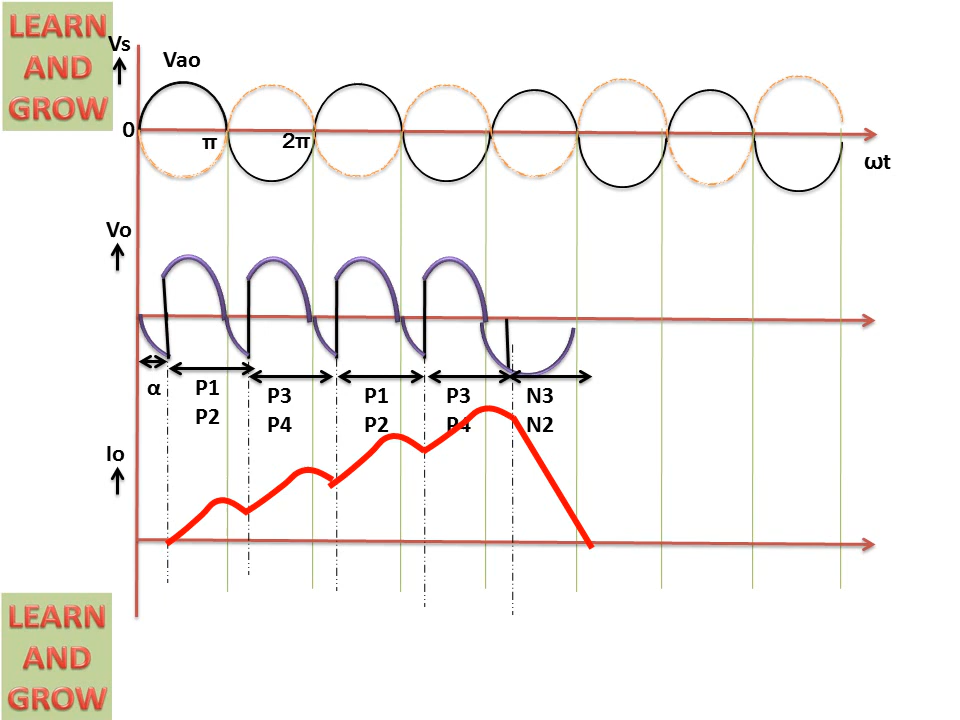 LEARN
AND
GROW
Vs
Vao
0
π
2π
ωt
Vo
α
P1
P2
P3
P4
P1
P2
P3
P4
N3
N2
Io
LEARN
AND
GROW